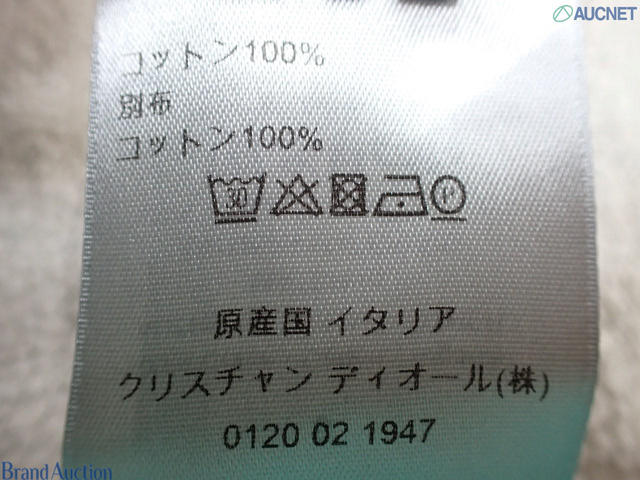 AUCNET
コットン100%
別布
コットン100%
30
P
原産国 イタリア
クリスチャン ディオール(株)
0120 02 1947
Brand Auction